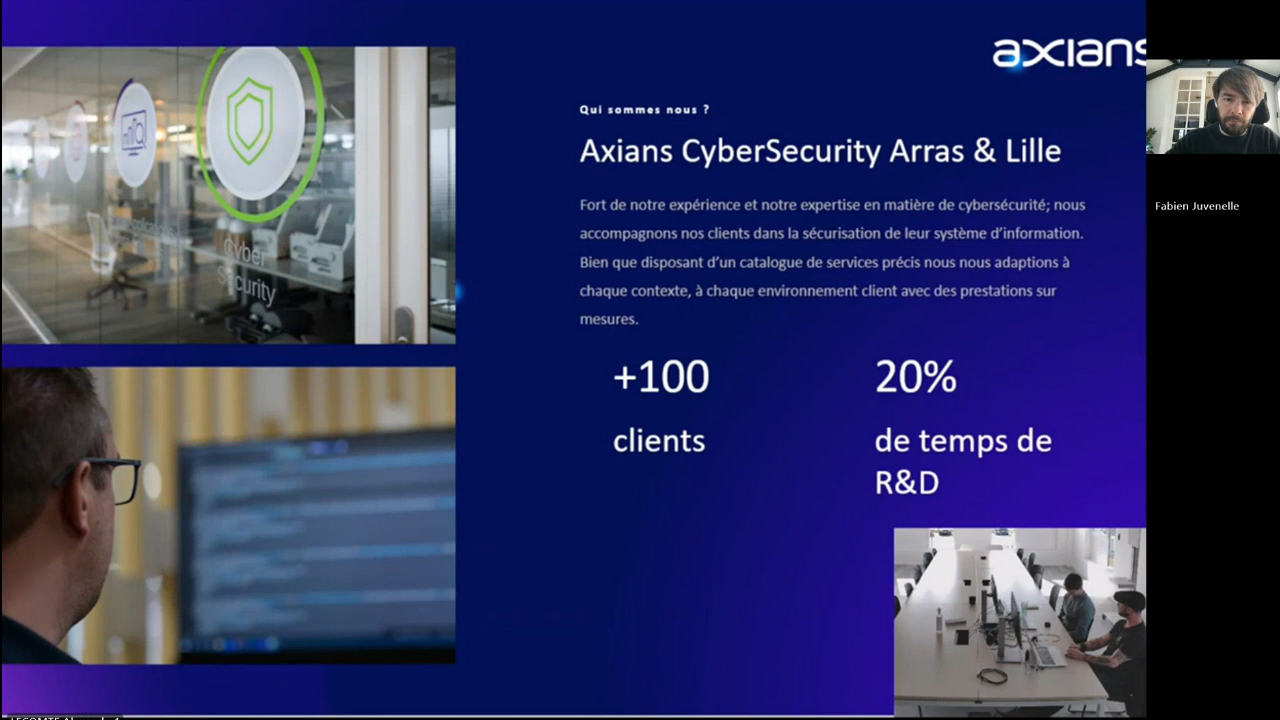 axians
Qui sommes nous ?
Axians CyberSecurity Arras & Lille
Fort de notre expérience et notre expertise en matière de cybersécurité; nous
accompagnons nos clients dans la sécurisation de leur système d’information.
Bien que disposant d’un catalogue de services précis nous nous adaptions à
chaque contexte, à chaque environnement client avec des prestations sur
mesures.
+100
clients
20%
de temps de
R&D
Cyber
Security
Fabien Juvenelle